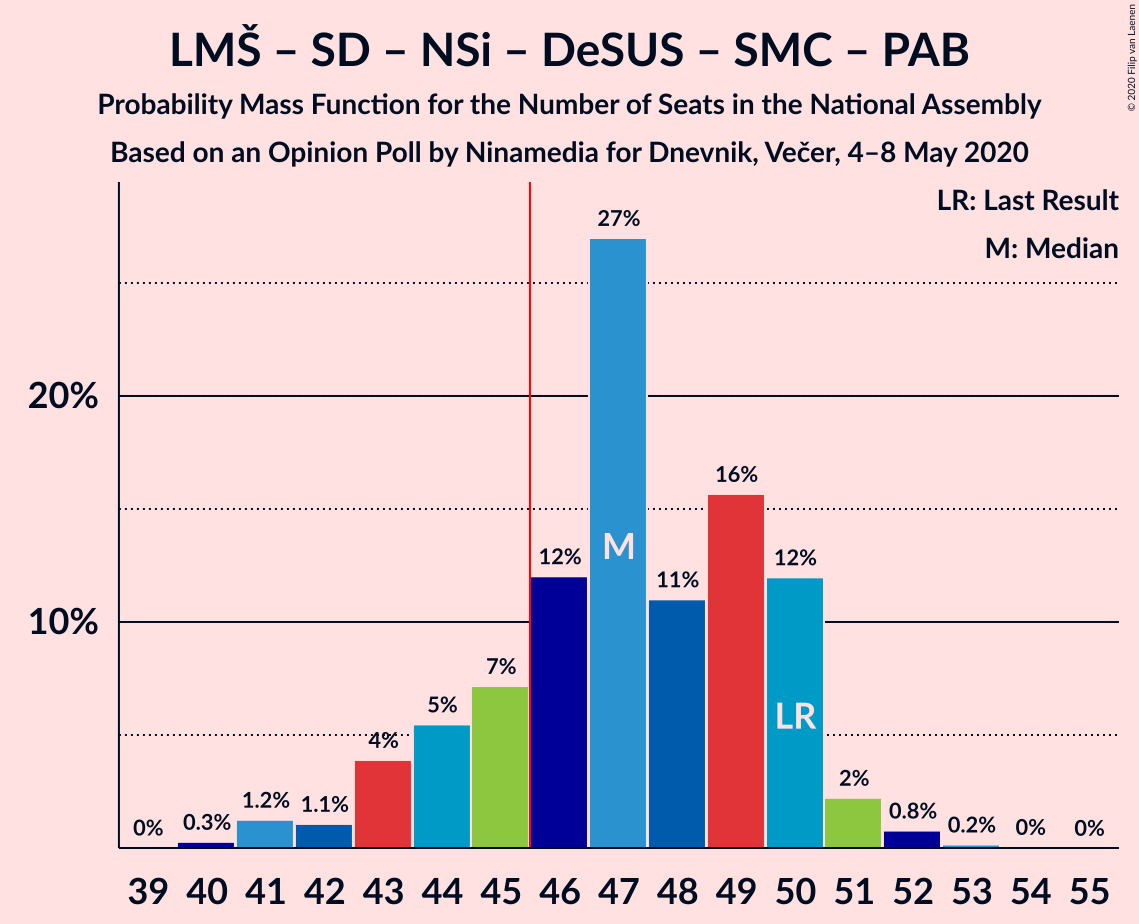 LMŠ – SD – NSi – DeSUS – SMC – PAB
Probability Mass Function for the Number of Seats in the National Assembly
Based on an Opinion Poll by Ninamedia for Dnevnik, Večer, 4–8 May 2020
© 2020 Filip van Laenen
LR: Last Result
M: Median
20%
10%
0%
0.3%
1.2%
1.1%
4%
5%
7%
12%
27%
11%
16%
12%
2%
0.8%
0.2%
0%
0%
M
LR
39 40 41 42 43 44 45 46 47 48 49 50 51 52 53 54 55